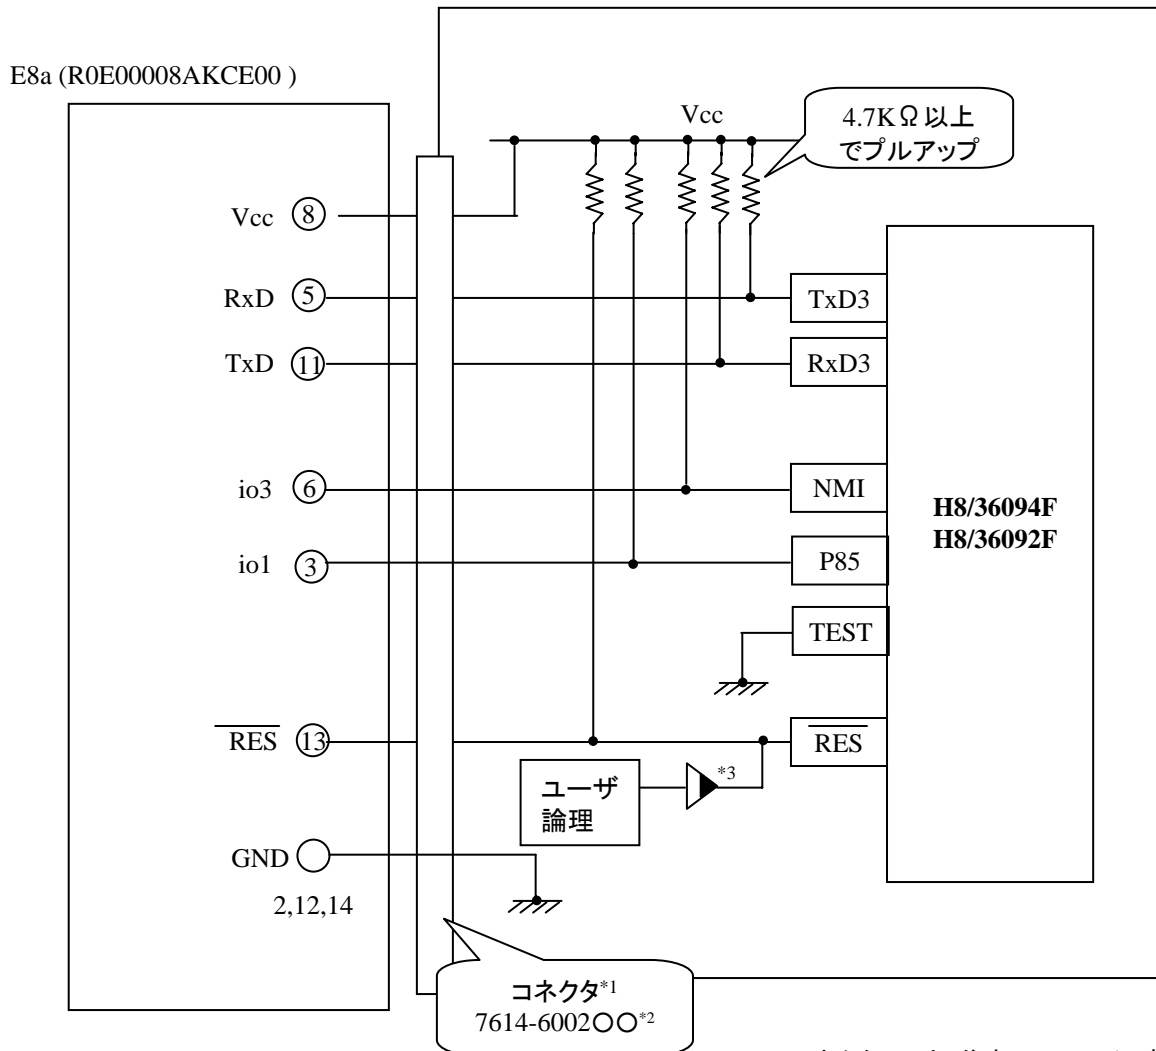 E8a (R0E00008AKCE00 )
Vcc
4.7KΩ以上
でプルアップ
Vcc 8
RxD 5
TxD3
TxD 11
RxD3
io3 6
NMI
H8/36094F
H8/36092F
io1 3
P85
TEST
RES 13
RES
*3
ユーザ
論理
GND
2,12,14
コネクタ*1
7614-6002○○*2